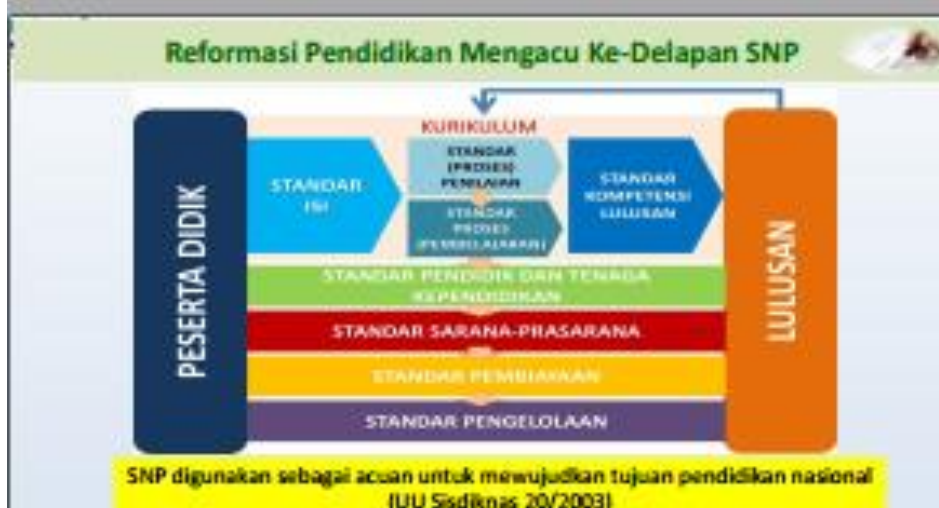 Reformasi Pendidikan Mengacu Ke-Delapan SNP
PESERTA DIDIK
KURIKULUM
STANDAR
ISI
STANDAR
(PROSES)
PENILAIAN
STANDAR
PROSES
(PEMBELAJARAN)
STANDAR
KOMPETENSI
LULUSAN
STANDAR PENDIDIK DAN TENAGA
KEPENDIDIKAN
STANDAR SARANA-PRASARANA
STANDAR PEMBIAYAAN
STANDAR PENGELOLAAN
LULUSAN
SNP digunakan sebagai acuan untuk mewujudkan tujuan pendidikan nasional
(UU Sisdiknas 20/2003)